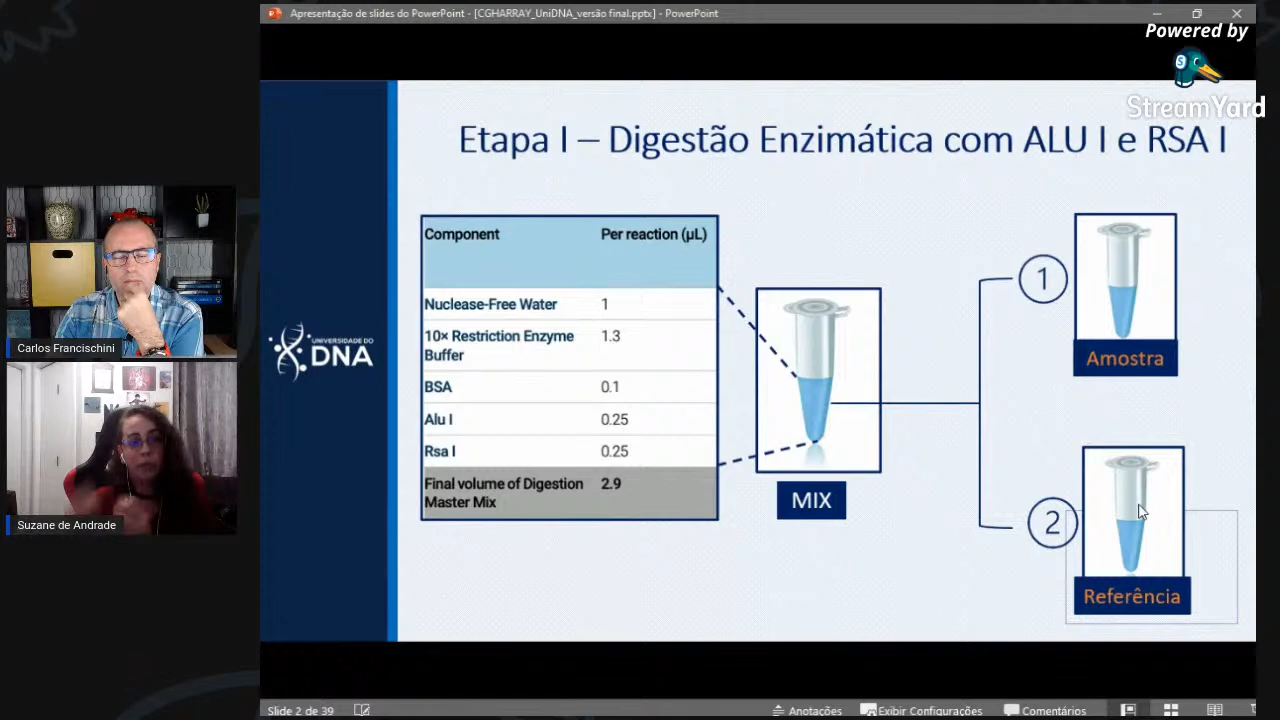 Apresentação de slides do PowerPoint - [CGHARRAY_UniDNA_versão final.pptx] - PowerPoint
Powered by
StreamYard
Etapa I – Digestão Enzimática com ALU I e RSA I
Component Per reaction (µL)
Nuclease-Free Water 1
10× Restriction Enzyme Buffer 1.3
BSA 0.1
Alu I 0.25
Rsa I 0.25
Final volume of Digestion Master Mix 2.9
MIX
1
Amostra
2
Referência
UNIVERSIDADE DO
DNA
Carlos Francischini
Suzane de Andrade
Slide 2 de 39
Anotações
Exibir Configurações
Comentários